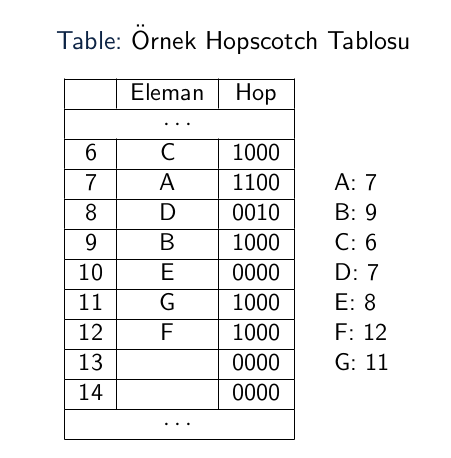 Table: Örnek Hopscotch Tablosu
Eleman Hop
...
6 C 1000
7 A 1100 A: 7
8 D 0010 B: 9
9 B 1000 C: 6
10 E 0000 D: 7
11 G 1000 E: 8
12 F 1000 F: 12
13 0000 G: 11
14 0000
...